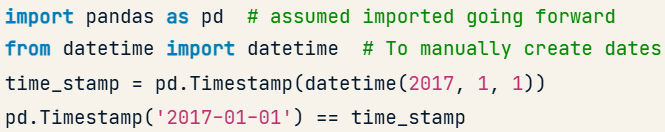 import pandas as pd  # assumed imported going forward
from datetime import datetime  # To manually create dates
time_stamp = pd.Timestamp(datetime(2017, 1, 1))
pd.Timestamp('2017-01-01') == time_stamp